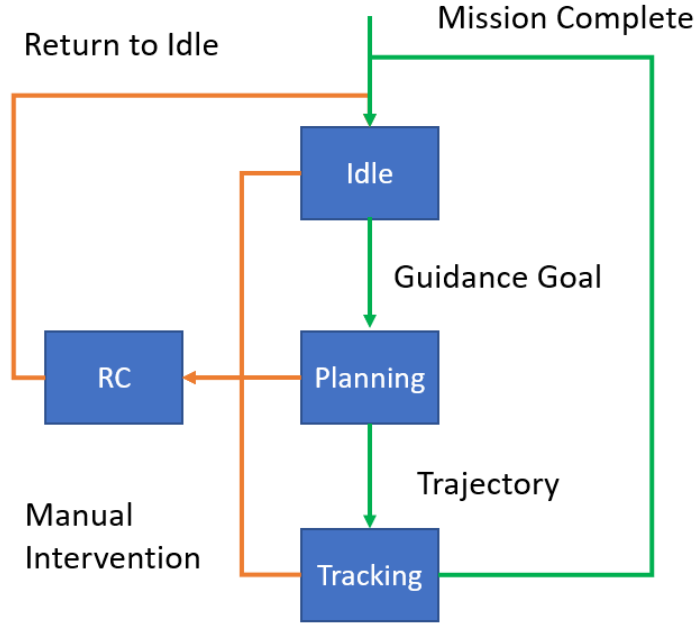 Mission Complete
Return to Idle
Idle
Guidance Goal
RC
Planning
Trajectory
Manual
Intervention
Tracking